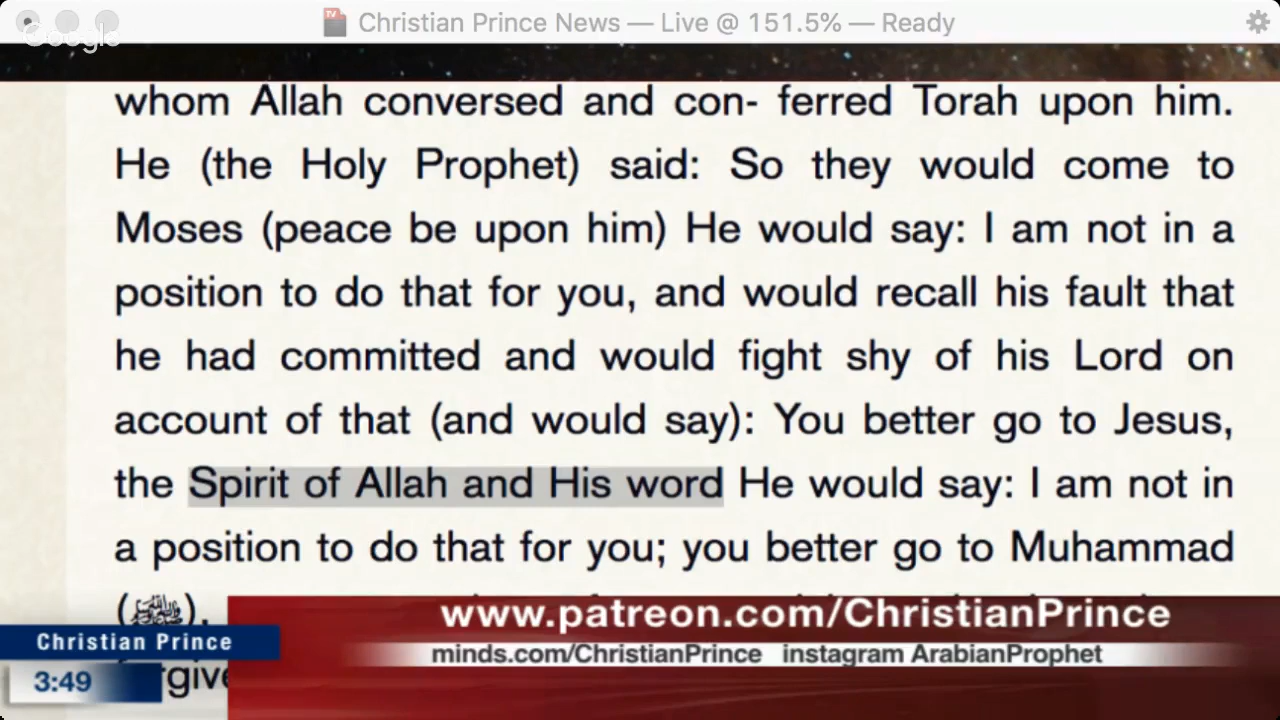 Christian Prince News — Live @ 151.5% — Ready
Google
whom Allah conversed and con- ferred Torah upon him.
He (the Holy Prophet) said: So they would come to
Moses (peace be upon him) He would say: I am not in a
position to do that for you, and would recall his fault that
he had committed and would fight shy of his Lord on
account of that (and would say): You better go to Jesus,
the Spirit of Allah and His word He would say: I am not in
a position to do that for you; you better go to Muhammad
(ﷺ),
www.patreon.com/ChristianPrince
Christian Prince
minds.com/ChristianPrince instagram ArabianProphet
3:49